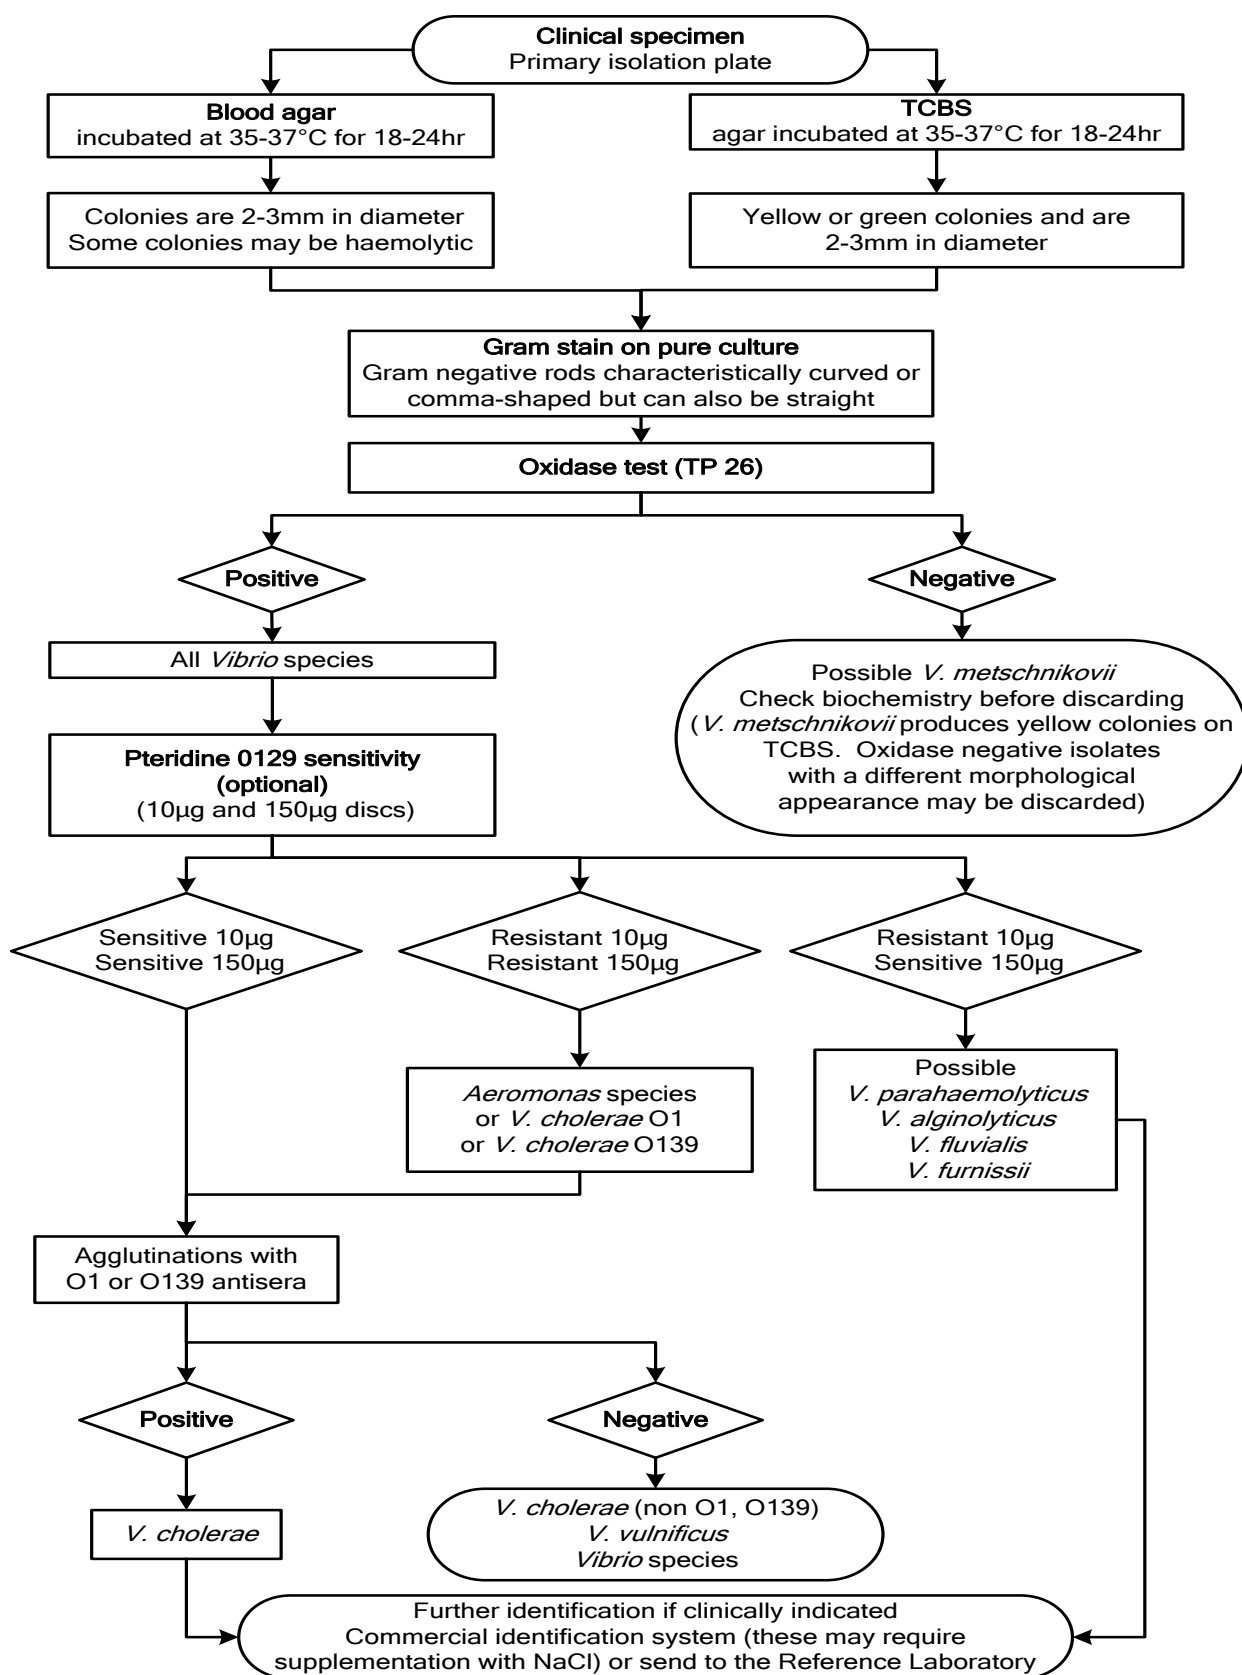 Clinical specimen
Primary isolation plate
Blood agar
incubated at 35-37°C for 18-24hr
TCBS
agar incubated at 35-37°C for 18-24hr
Colonies are 2-3mm in diameter
Some colonies may be haemolytic
Yellow or green colonies and are
2-3mm in diameter
Gram stain on pure culture
Gram negative rods characteristically curved or
comma-shaped but can also be straight
Oxidase test (TP 26)
Positive
Negative
All Vibrio species
Possible V. metschnikovii
Check biochemistry before discarding
(V. metschnikovii produces yellow colonies on
TCBS. Oxidase negative isolates
with a different morphological
appearance may be discarded)
Pteridine 0129 sensitivity
(optional)
(10µg and 150µg discs)
Sensitive 10µg
Sensitive 150µg
Resistant 10µg
Resistant 150µg
Resistant 10µg
Sensitive 150µg
Aeromonas species
or V. cholerae O1
or V. cholerae O139
Possible
V. parahaemolyticus
V. alginolyticus
V. fluvialis
V. furnissii
Agglutinations with
O1 or O139 antisera
Positive
Negative
V. cholerae
V. cholerae (non O1, O139)
V. vulnificus
Vibrio species
Further identification if clinically indicated
Commercial identification system (these may require
supplementation with NaCl) or send to the Reference Laboratory